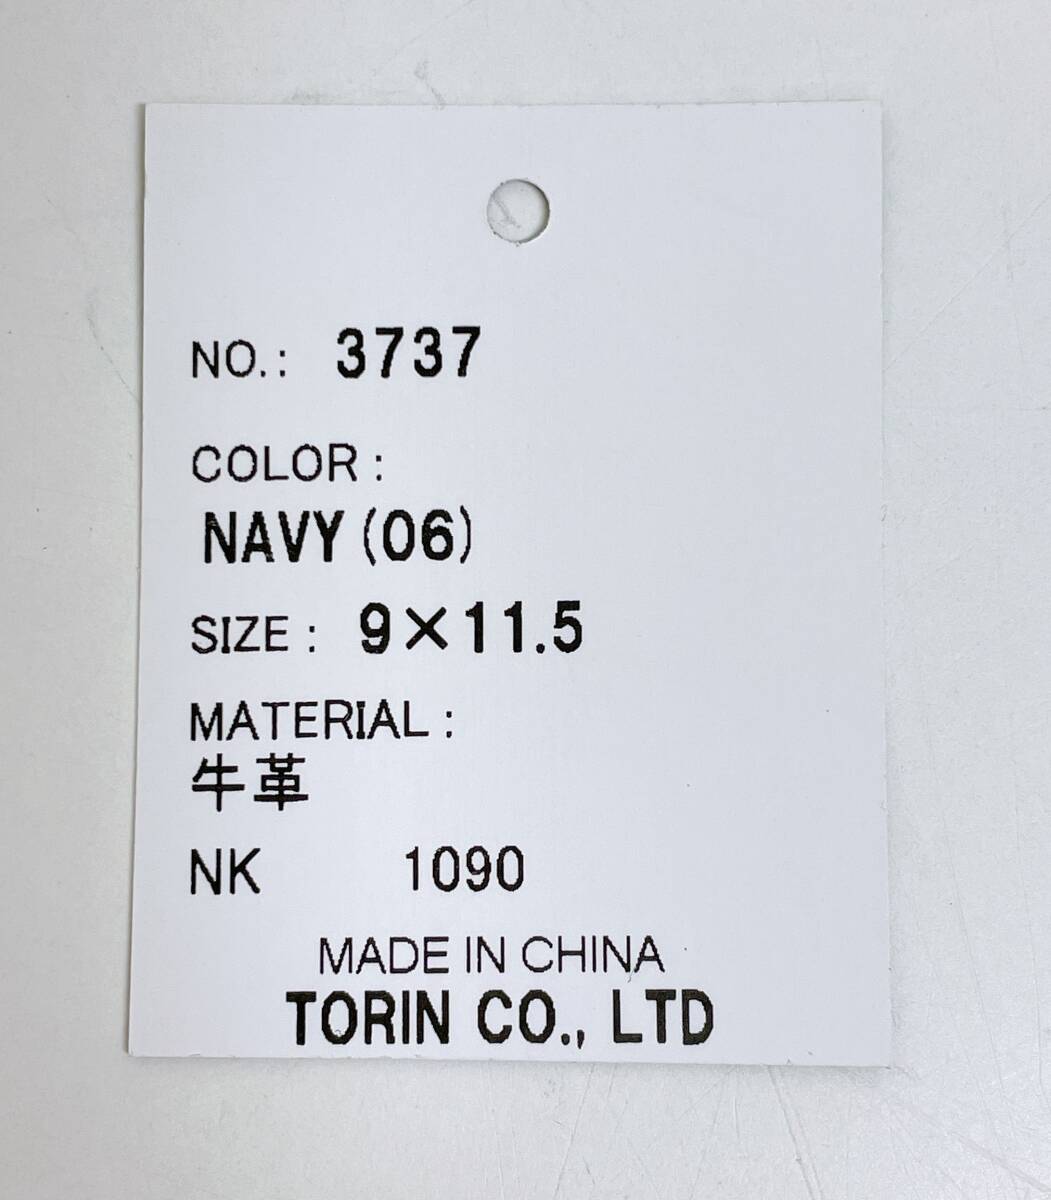 NO.: 3737
COLOR :
NAVY (06)
SIZE : 9×11.5
MATERIAL :
牛革
NK 1090
MADE IN CHINA
TORIN CO., LTD